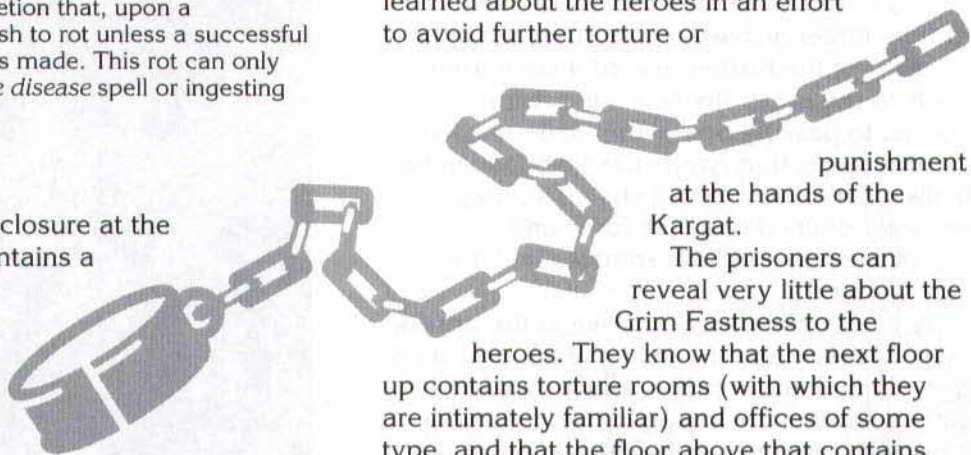 etion that, upon a
sh to rot unless a successful
s made. This rot can only
e disease spell or ingesting
closure at the
ntains a
learned about the heroes in an effort
to avoid further torture or
punishment
at the hands of the
Kargat.
The prisoners can
reveal very little about the
Grim Fastness to the
heroes. They know that the next floor
up contains torture rooms (with which they
are intimately familiar) and offices of some
type, and that the floor above that contains